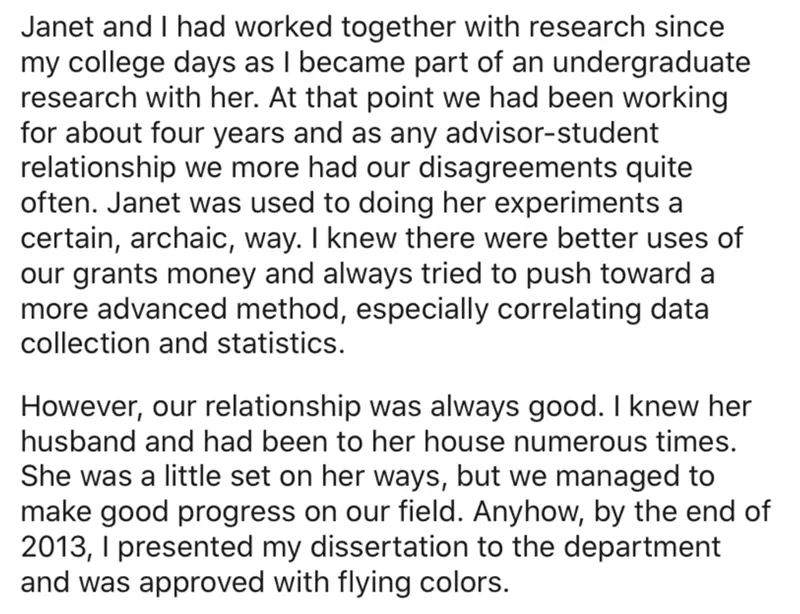 Janet and I had worked together with research since
my college days as I became part of an undergraduate
research with her. At that point we had been working
for about four years and as any advisor-student
relationship we more had our disagreements quite
often. Janet was used to doing her experiments a
certain, archaic, way. I knew there were better uses of
our grants money and always tried to push toward a
more advanced method, especially correlating data
collection and statistics.

However, our relationship was always good. I knew her
husband and had been to her house numerous times.
She was a little set on her ways, but we managed to
make good progress on our field. Anyhow, by the end of
2013, I presented my dissertation to the department
and was approved with flying colors.